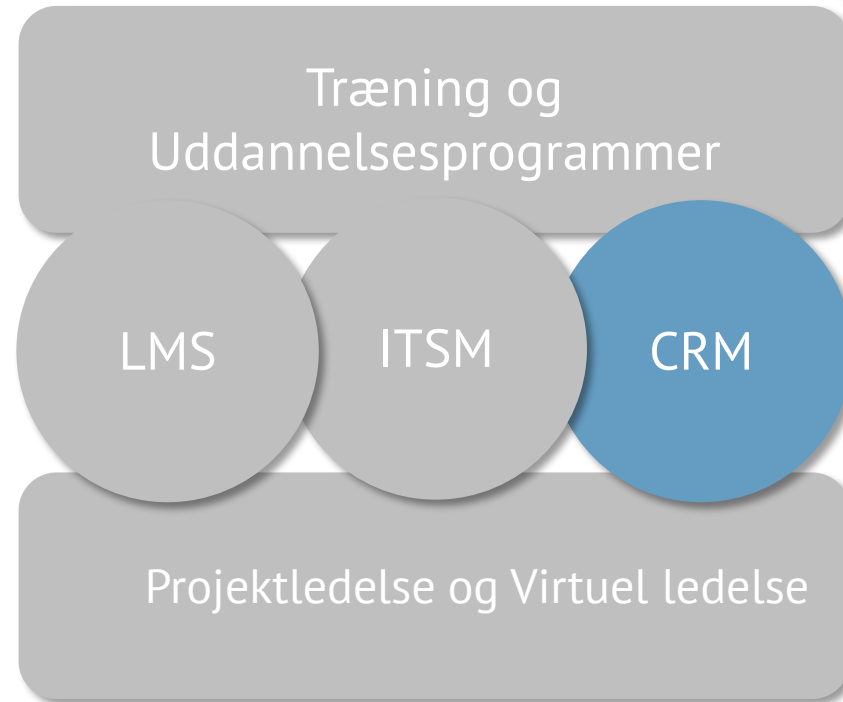 Træning og
Uddannelsesprogrammer
LMS
ITSM
CRM
Projektledelse og Virtuel ledelse